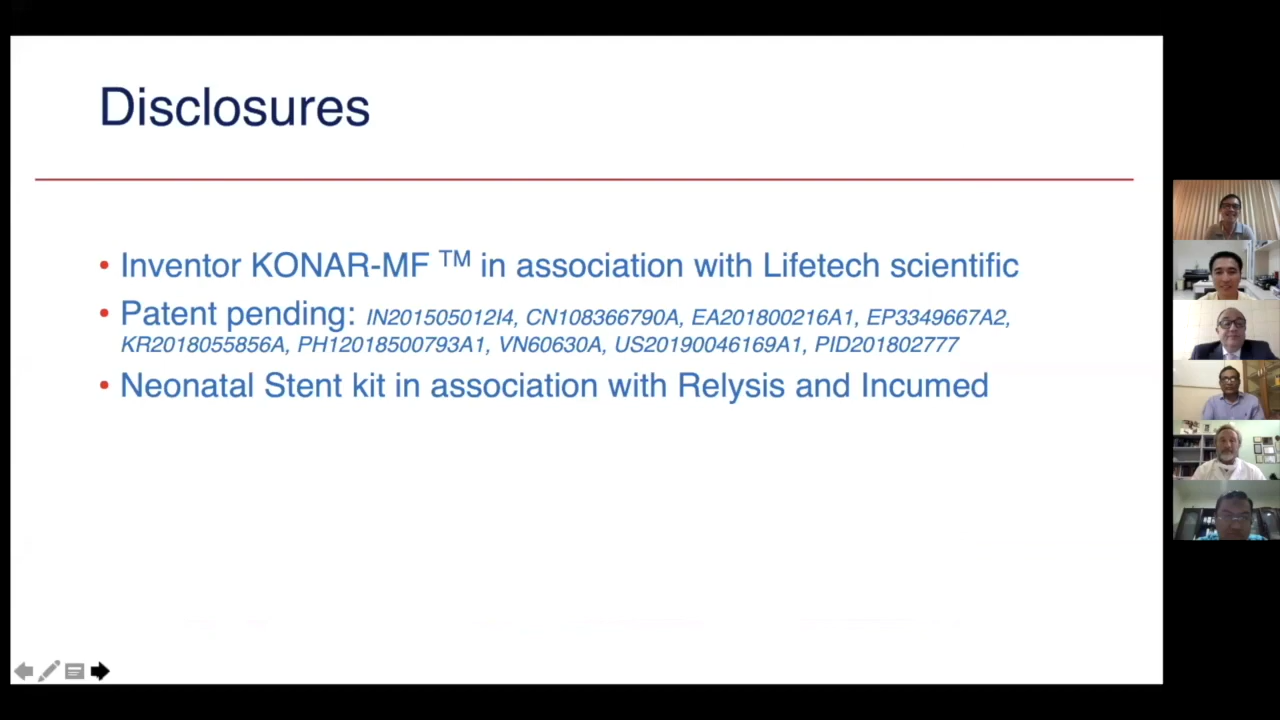 Disclosures
• Inventor KONAR-MF TM in association with Lifetech scientific
• Patent pending: IN201505012I4, CN108366790A, EA201800216A1, EP3349667A2,
KR2018055856A, PH12018500793A1, VN60630A, US20190046169A1, PID201802777
• Neonatal Stent kit in association with Relysis and Incumed